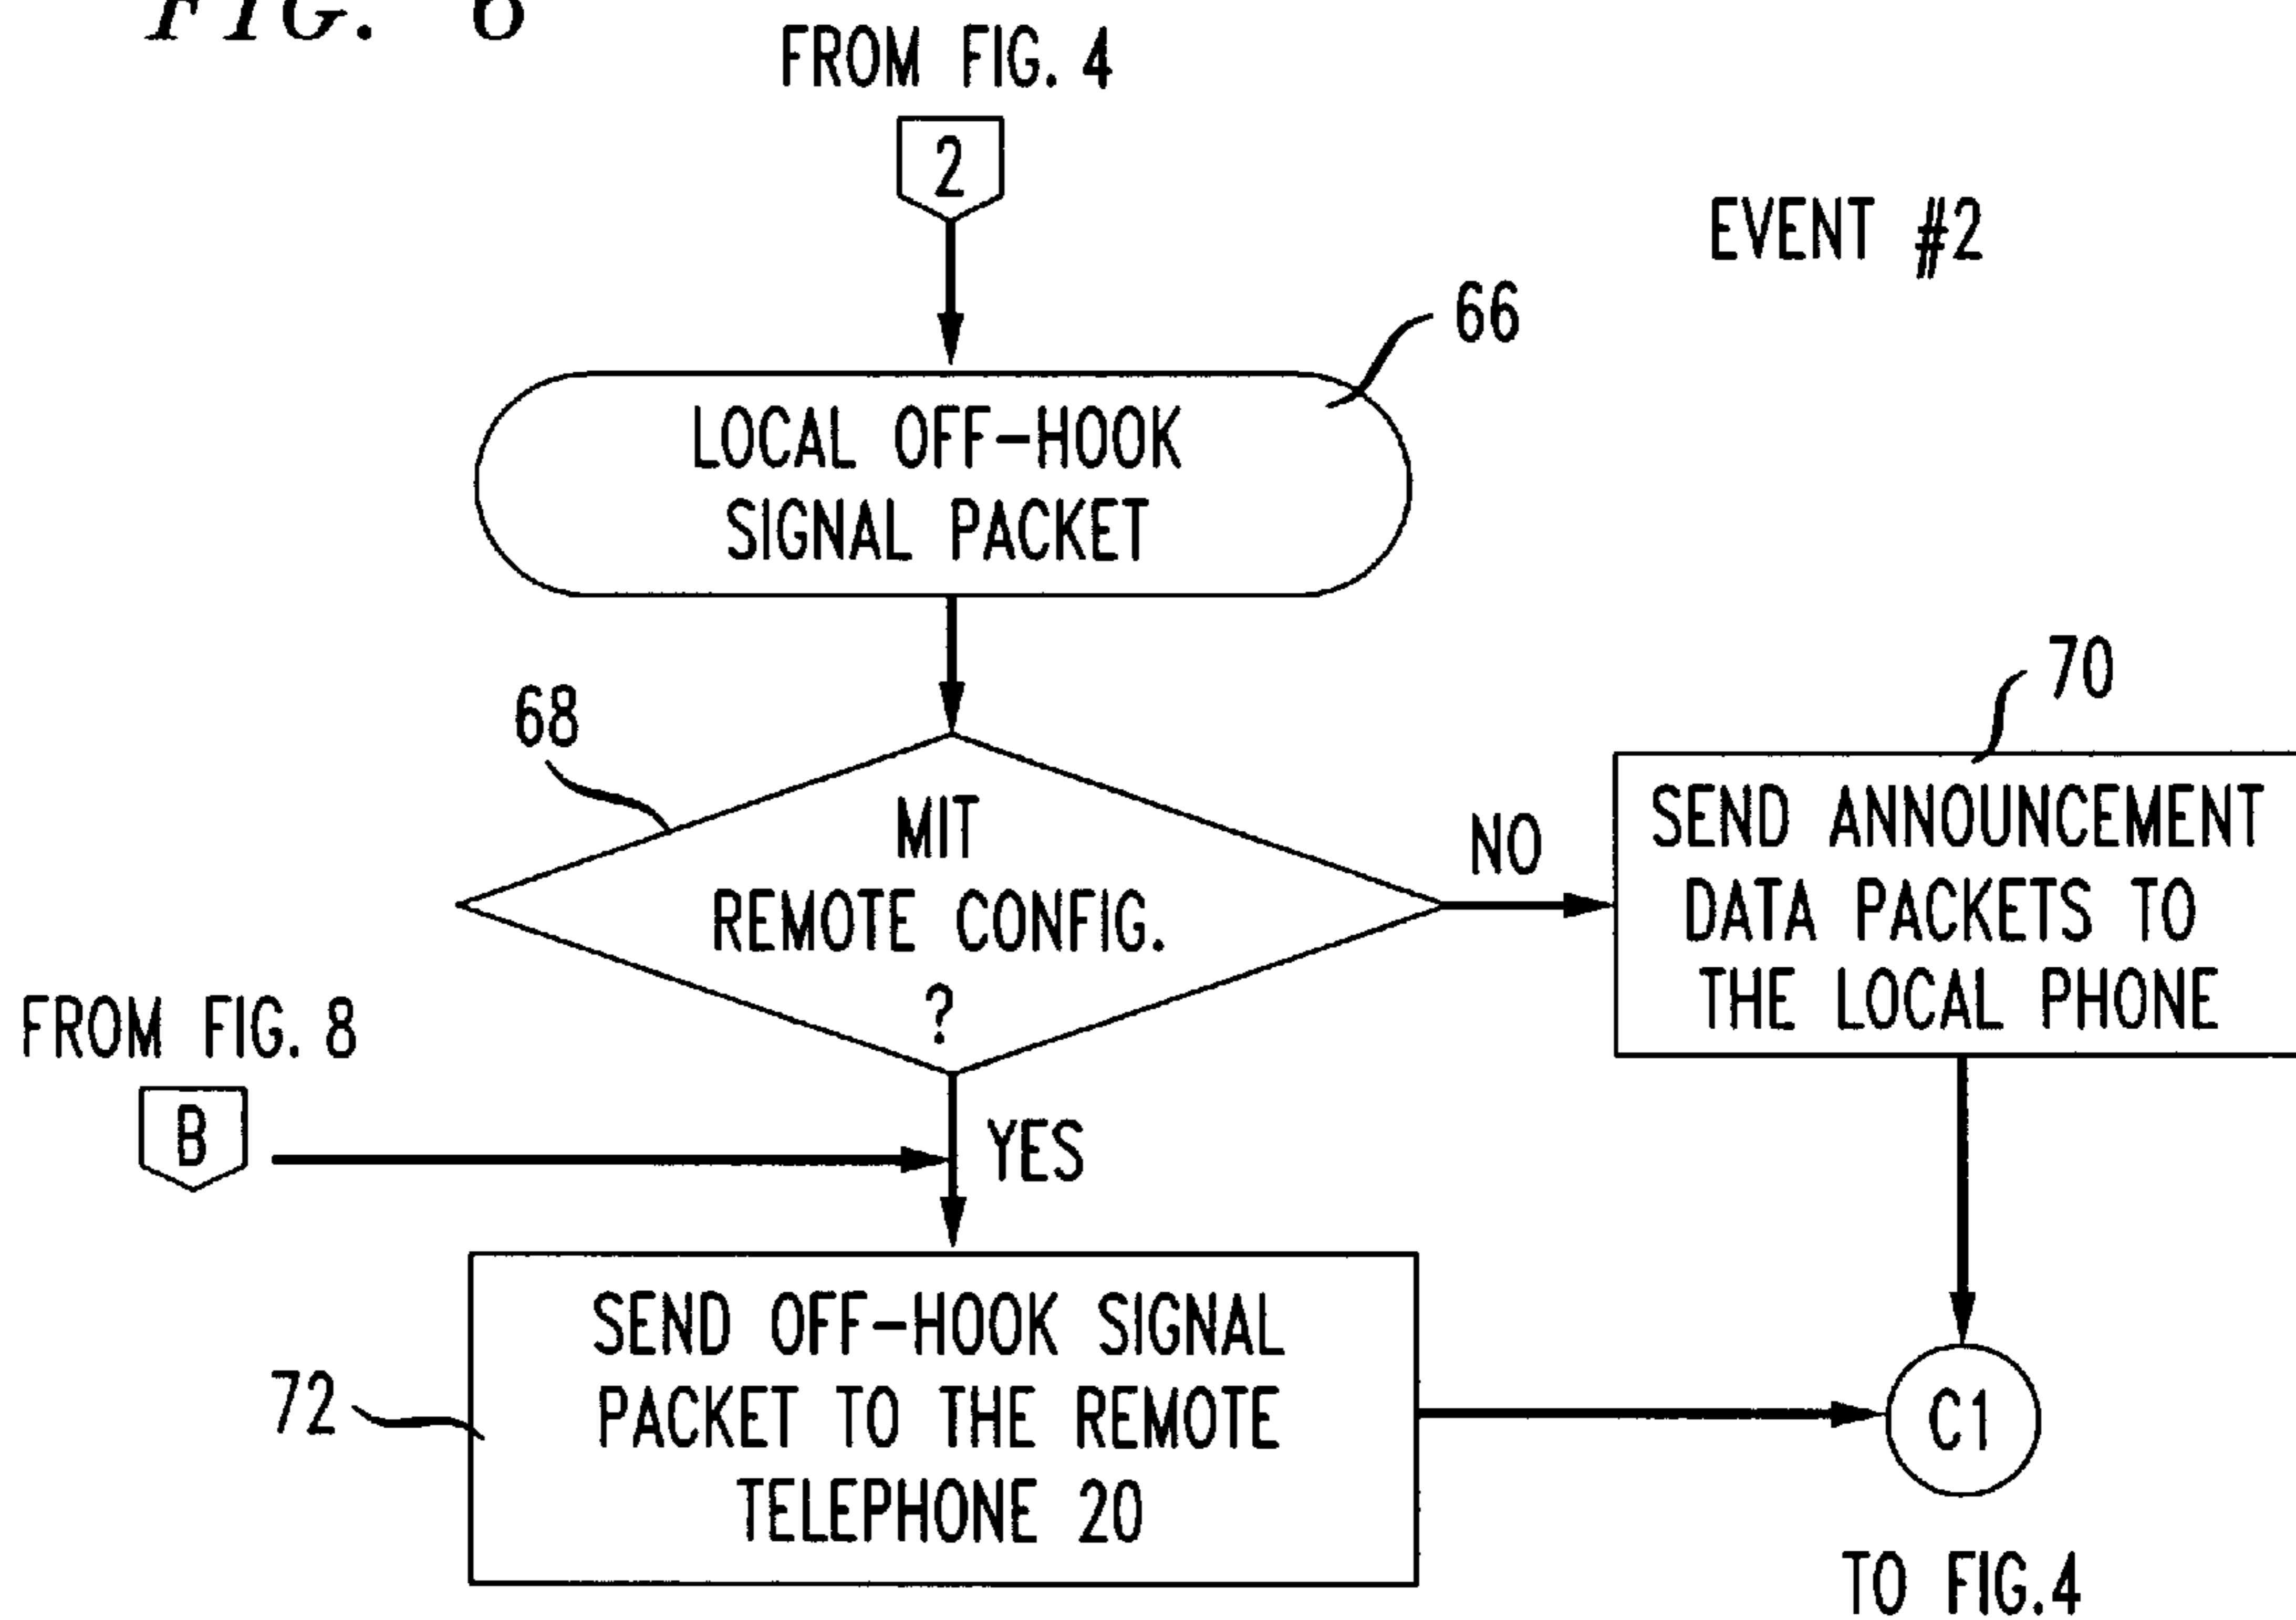 FIG. 6
FROM FIG. 4
2
EVENT #2
66
LOCAL OFF-HOOK
SIGNAL PACKET
68
MIT
REMOTE CONFIG.
?
NO
70
SEND ANNOUNCEMENT
DATA PACKETS TO
THE LOCAL PHONE
FROM FIG. 8
B
YES
72
SEND OFF-HOOK SIGNAL
PACKET TO THE REMOTE
TELEPHONE 20
C1
TO FIG.4